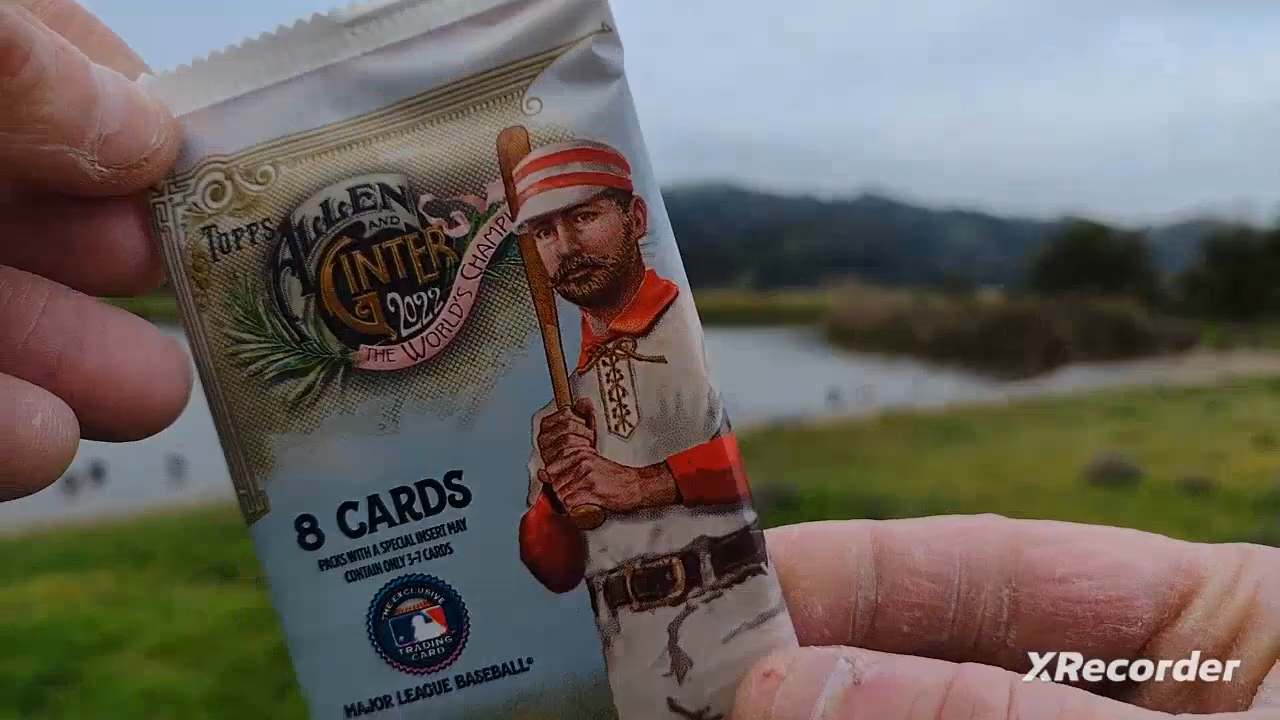 Topps
Allen
and
Ginter
2022
The World's Champi
8 CARDS
PACKS WITH A SPECIAL INSERT MAY
CONTAIN ONLY 3-7 CARDS
THE EXCLUSIVE
TRADING
CARD
MAJOR LEAGUE BASEBALL®
XRecorder